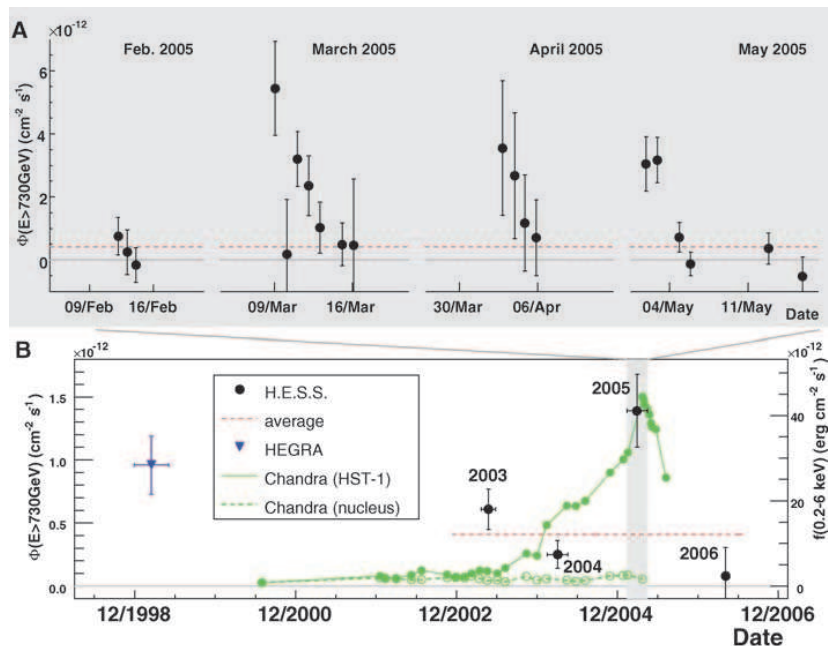 A
×10⁻¹²
Feb. 2005
March 2005
April 2005
May 2005
Φ(E>730GeV) (cm⁻² s⁻¹)
6
4
2
0
09/Feb
16/Feb
09/Mar
16/Mar
30/Mar
06/Apr
04/May
11/May
Date
B
×10⁻¹²
×10⁻¹²
Φ(E>730GeV) (cm⁻² s⁻¹)
f(0.2-6 keV) (erg cm⁻² s⁻¹)
1.5
1.0
0.5
0.0
40
20
0
H.E.S.S.
average
HEGRA
Chandra (HST-1)
Chandra (nucleus)
2003
2004
2005
2006
12/1998
12/2000
12/2002
12/2004
12/2006
Date